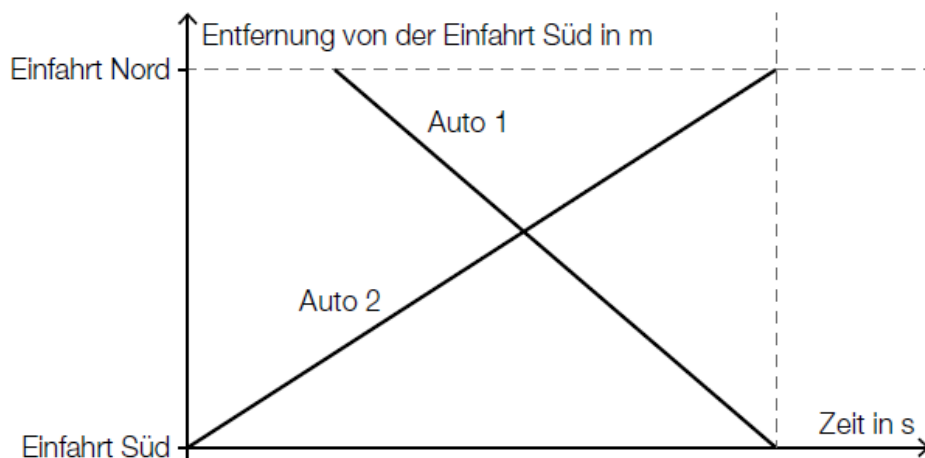 Entfernung von der Einfahrt Süd in m
Einfahrt Nord
Auto 1
Auto 2
Zeit in s
Einfahrt Süd